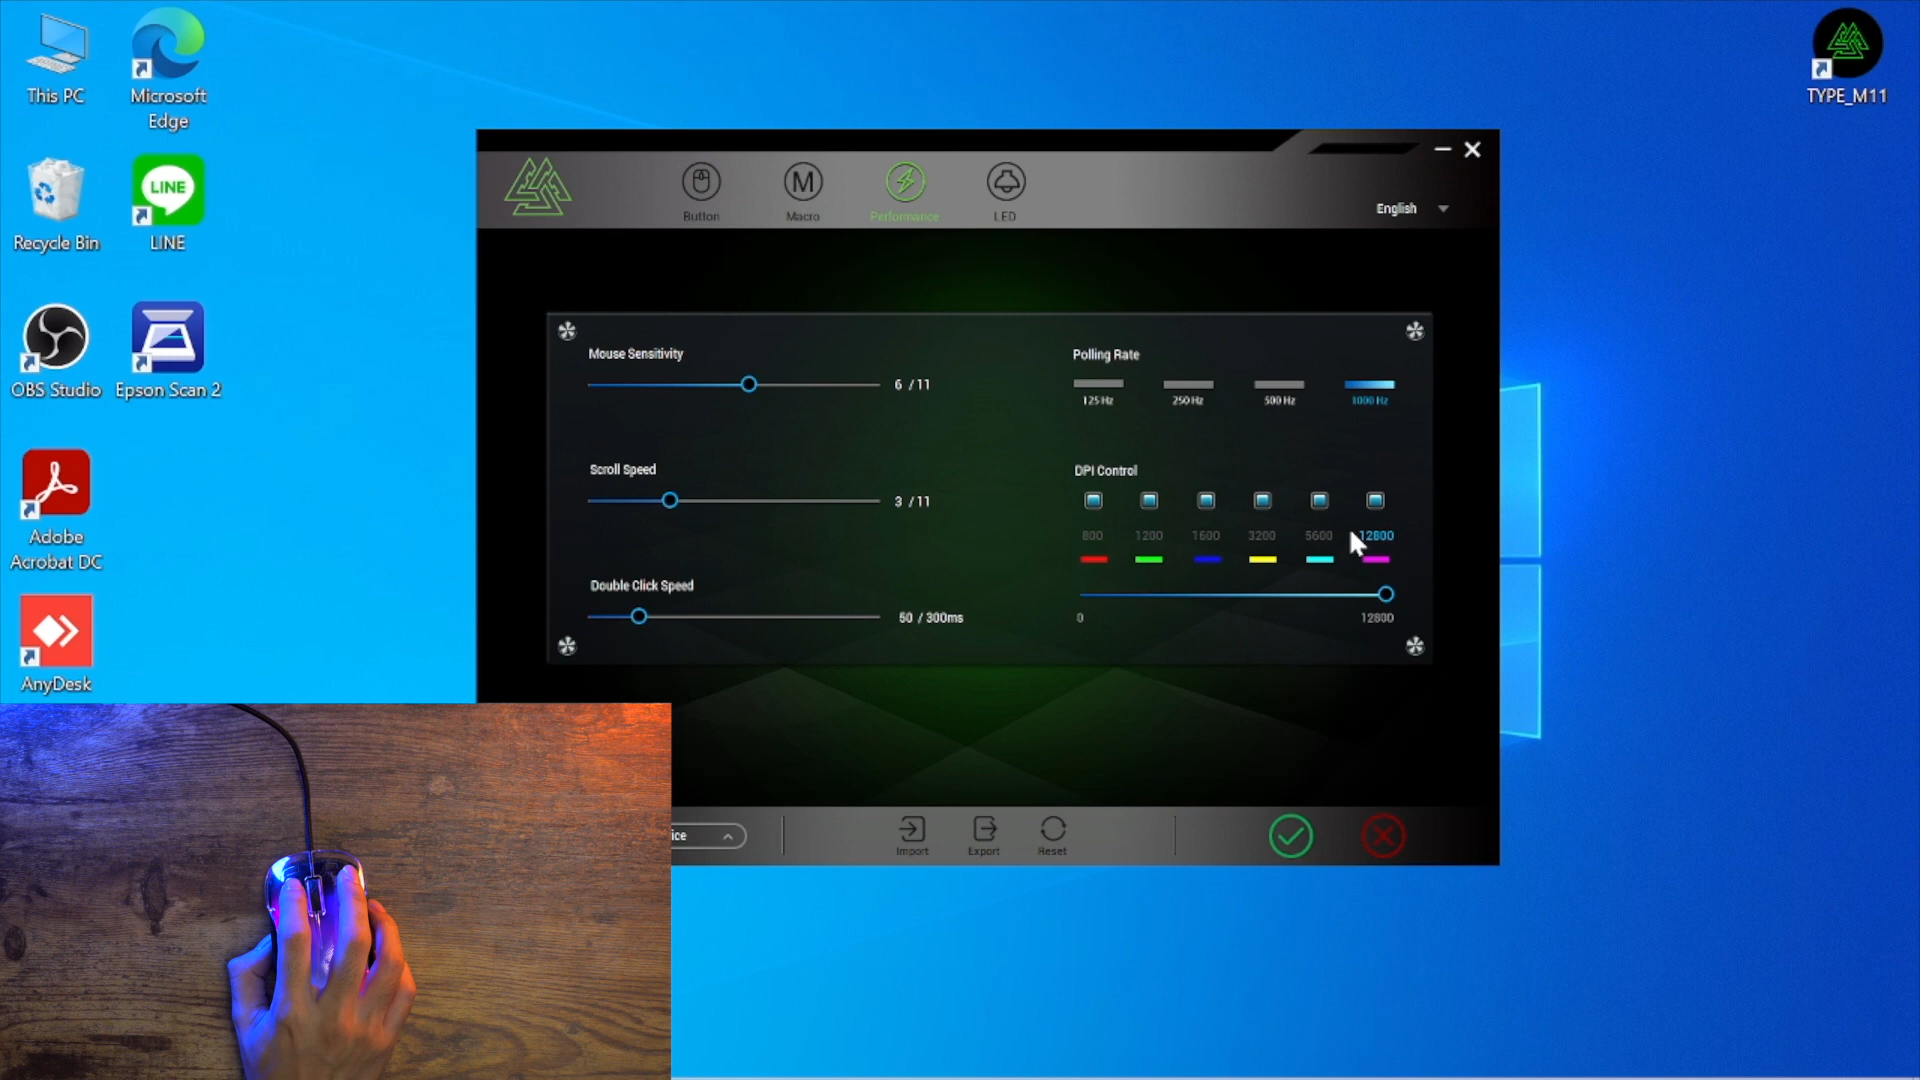 This PC
Microsoft
Edge
TYPE_M11
Recycle Bin
LINE
LINE
OBS Studio
Epson Scan 2
Adobe
Acrobat DC
AnyDesk
Button
M
Macro
Performance
LED
English
Mouse Sensitivity
6 / 11
Scroll Speed
3 / 11
Double Click Speed
50 / 300ms
Polling Rate
125 Hz
250 Hz
500 Hz
1000 Hz
DPI Control
800
1200
1600
3200
5600
12800
0
12800
ice
Import
Export
Reset